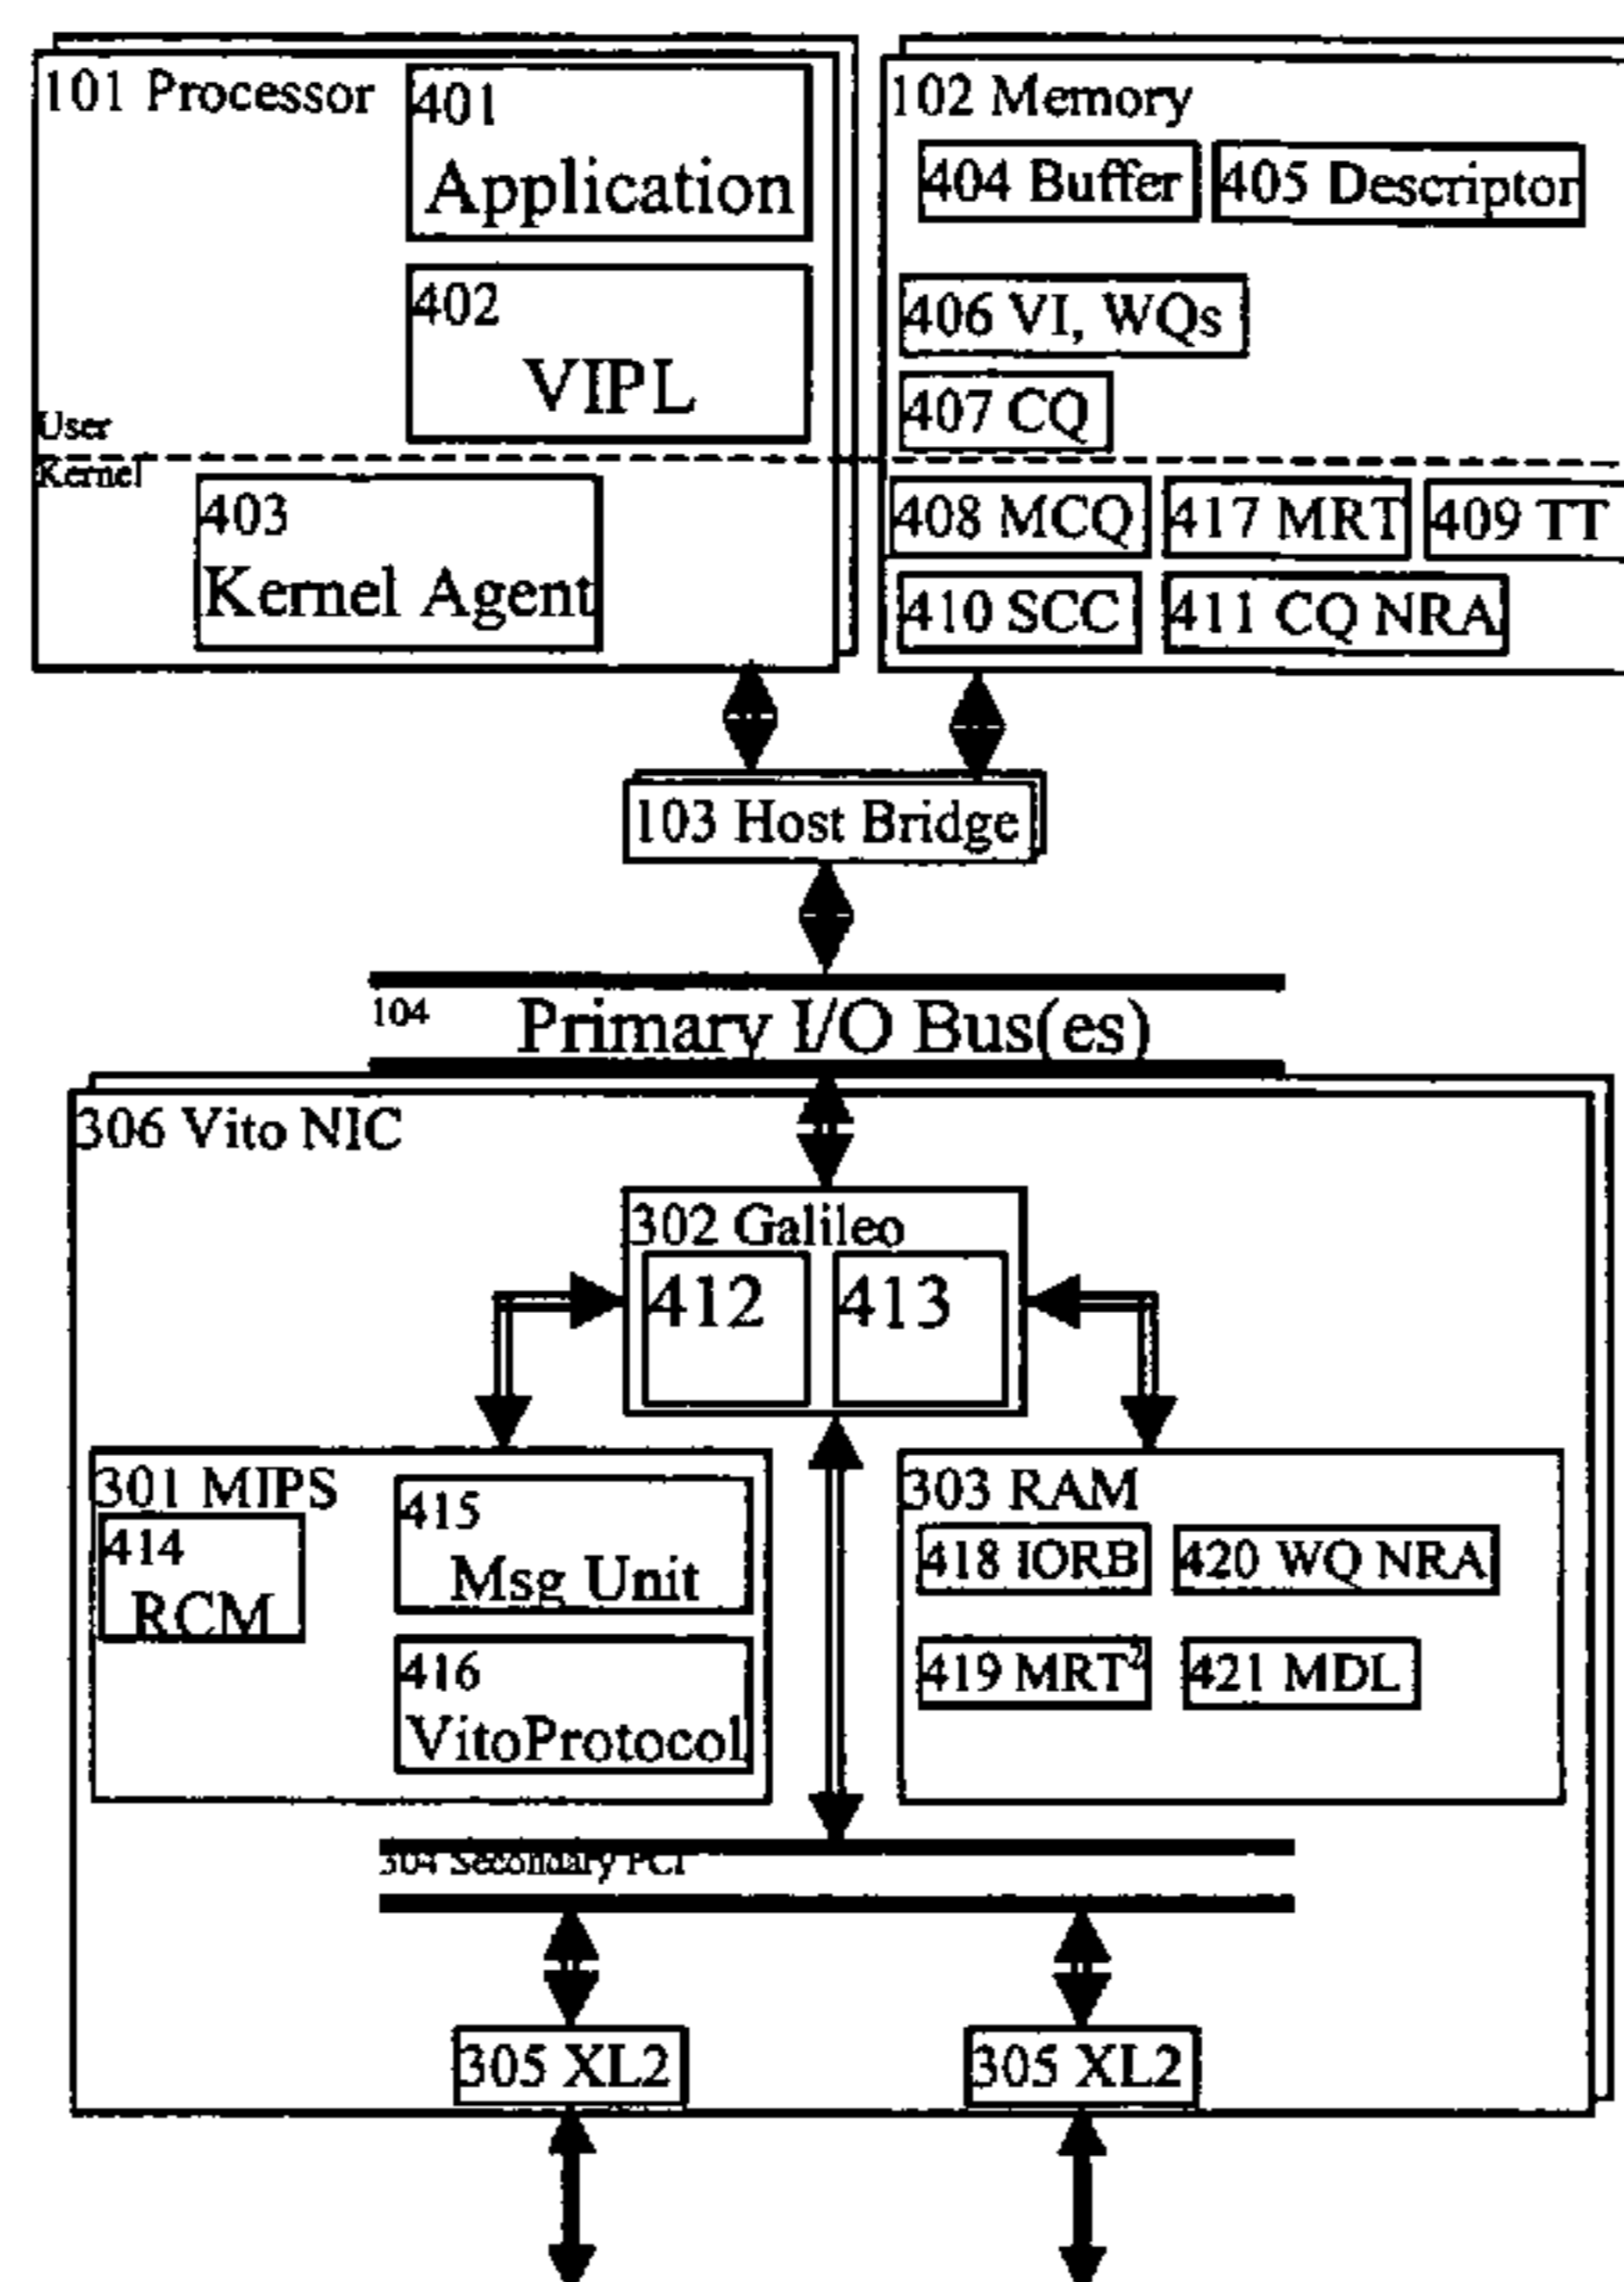 101 Processor
401
Application
402
VIPL
User
Kernel
403
Kernel Agent
102 Memory
404 Buffer
405 Descriptor
406 VI, WQs
407 CQ
408 MCQ
417 MRT
409 TT
410 SCC
411 CQ NRA
103 Host Bridge
104
Primary I/O Bus(es)
306 Vito NIC
302 Galileo
412
413
301 MIPS
414
RCM
415
Msg Unit
416
VitoProtocol
303 RAM
418 IORB
420 WQ NRA
419 MRT²
421 MDL
304 Secondary PCI
305 XL2
305 XL2